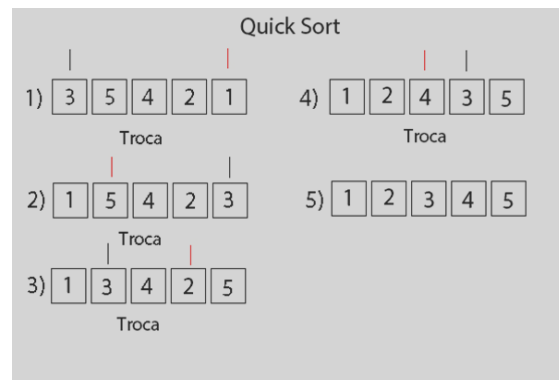 Quick Sort
1) 3 5 4 2 1
Troca
2) 1 5 4 2 3
Troca
3) 1 3 4 2 5
Troca
4) 1 2 4 3 5
Troca
5) 1 2 3 4 5